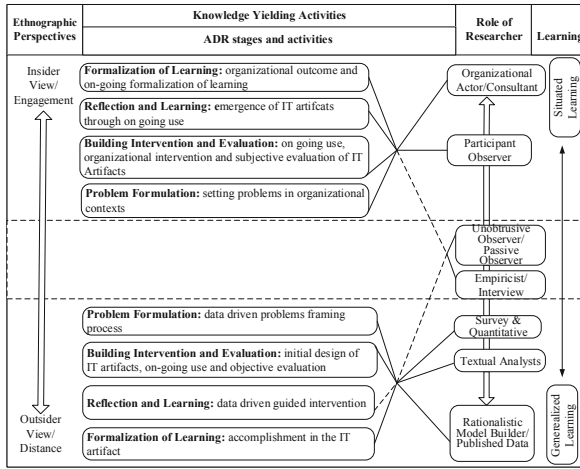 Ethnographic
Perspectives
Knowledge Yielding Activities
ADR stages and activities
Role of
Researcher
Learning
Insider
View/
Engagement
Formalization of Learning: organizational outcome and
on-going formalization of learning
Reflection and Learning: emergence of IT artifcats
through on going use
Building Intervention and Evaluation: on going use,
organizational intervention and subjective evaluation of IT
Artifacts
Problem Formulation: setting problems in organizational
contexts
Organizational
Actor/Consultant
Participant
Observer
Situated
Learning
Unobtrusive
Observer/
Passive
Observer
Empiricist/
Interview
Problem Formulation: data driven problems framing
process
Building Intervention and Evaluation: initial design of
IT artifacts, on-going use and objective evaluation
Reflection and Learning: data driven guided intervention
Formalization of Learning: accomplishment in the IT
artifact
Survey &
Quantitative
Textual Analysts
Rationalistic
Model Builder/
Published Data
Outsider
View/
Distance
Generealized
Learning